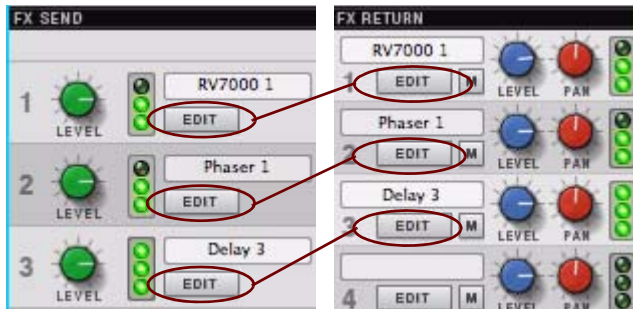 FX SEND
RV7000 1
1
EDIT
LEVEL
Phaser 1
2
EDIT
LEVEL
Delay 3
3
EDIT
LEVEL
FX RETURN
RV7000 1
1 EDIT M
LEVEL PAN
Phaser 1
2 EDIT M
LEVEL PAN
Delay 3
3 EDIT M
LEVEL PAN
4 EDIT M
LEVEL PAN